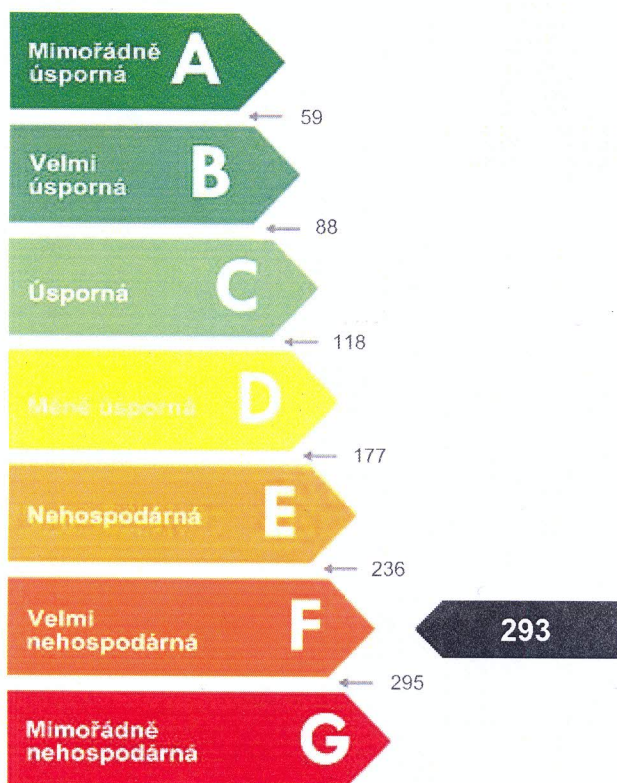 Mimořádně
úsporná
A
59
Velmi
úsporná
B
88
Úsporná
C
118
Méně úsporná
D
177
Nehospodárná
E
236
Velmi
nehospodárná
F
293
295
Mimořádně
nehospodárná
G